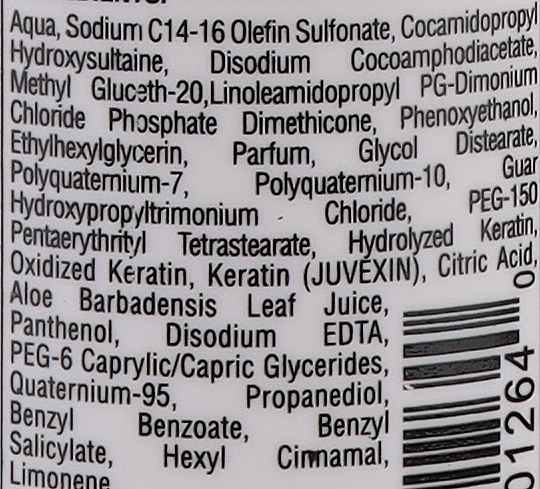 Aqua, Sodium C14-16 Olefin Sulfonate, Cocamidopropyl
Hydroxysultaine, Disodium Cocoamphodiacetate,
Methyl Gluceth-20,Linoleamidopropyl PG-Dimonium
Chloride Phosphate Dimethicone, Phenoxyethanol,
Ethylhexylglycerin, Parfum, Glycol Distearate,
Polyquaternium-7, Polyquaternium-10, Guar
Hydroxypropyltrimonium Chloride, PEG-150
Pentaerythrityl Tetrastearate, Hydrolyzed Keratin,
Oxidized Keratin, Keratin (JUVEXIN), Citric Acid,
Aloe Barbadensis Leaf Juice,
Panthenol, Disodium EDTA,
PEG-6 Caprylic/Capric Glycerides,
Quaternium-95, Propanediol,
Benzyl Benzoate, Benzyl
Salicylate, Hexyl Cinnamal,
Limonene
01264 0